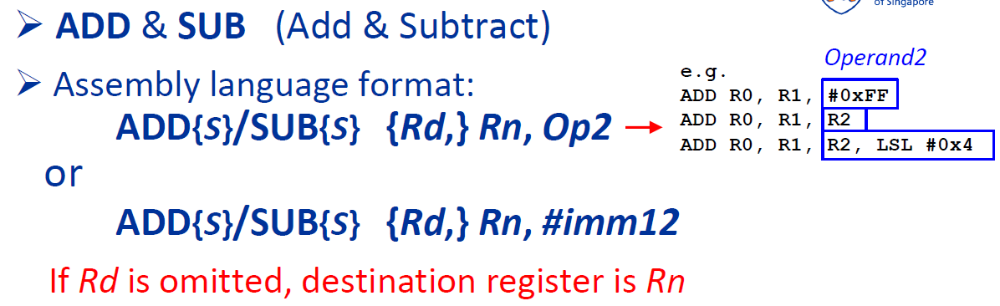 of Singapore
➢ ADD & SUB (Add & Subtract)
Operand2
➢ Assembly language format:
e.g.
ADD R0, R1, #0xFF
ADD{S}/SUB{S} {Rd,} Rn, Op2
ADD R0, R1, R2
ADD R0, R1, R2, LSL #0x4
or
ADD{S}/SUB{S} {Rd,} Rn, #imm12
If Rd is omitted, destination register is Rn